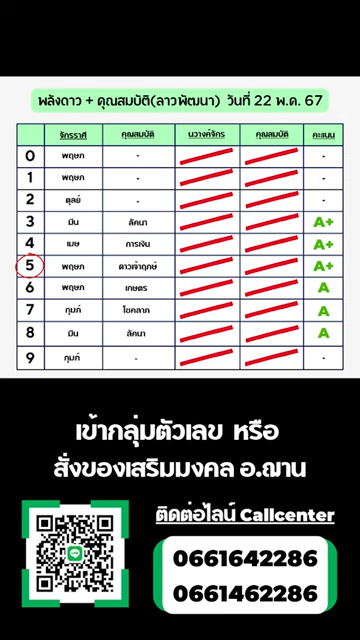 พลังดาว + คุณสมบัติ(ลาวพัฒนา) วันที่ 22 พ.ค. 67
จักรราศี คุณสมบัติ นวางค์จักร คุณสมบัติ คะแนน
0 พฤษภ - -
1 พฤษภ - -
2 ตุลย์ - -
3 มีน ลัคนา A+
4 เมษ การเงิน A+
5 พฤษภ ดาวเจ้าฤกษ์ A+
6 พฤษภ เกษตร A
7 กุมภ์ โชคลาภ A
8 มีน ลัคนา A
9 กุมภ์ - -
เข้ากลุ่มตัวเลข หรือ
สั่งของเสริมมงคล อ.ฌาน
ติดต่อไลน์ Callcenter
0661642286
0661462286